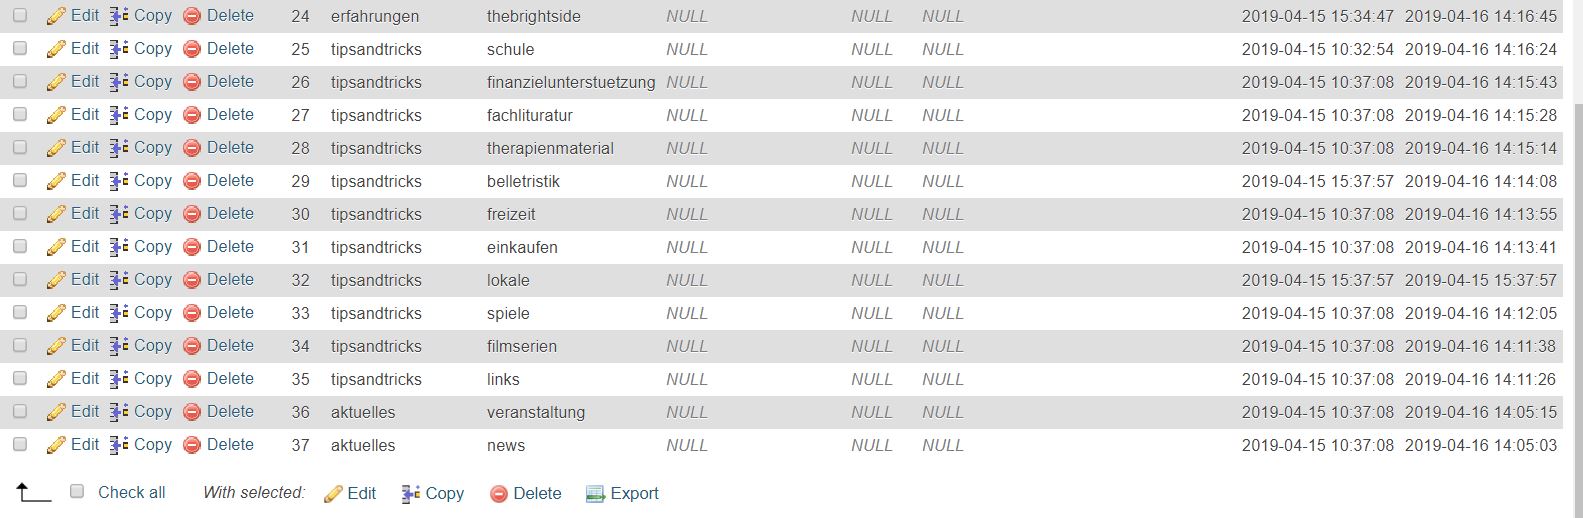 Edit Copy Delete 24 erfahrungen thebrightside NULL NULL NULL 2019-04-15 15:34:47 2019-04-16 14:16:45
Edit Copy Delete 25 tipsandtricks schule NULL NULL NULL 2019-04-15 10:32:54 2019-04-16 14:16:24
Edit Copy Delete 26 tipsandtricks finanzielunterstuetzung NULL NULL NULL 2019-04-15 10:37:08 2019-04-16 14:15:43
Edit Copy Delete 27 tipsandtricks fachlituratur NULL NULL NULL 2019-04-15 10:37:08 2019-04-16 14:15:28
Edit Copy Delete 28 tipsandtricks therapienmaterial NULL NULL NULL 2019-04-15 10:37:08 2019-04-16 14:15:14
Edit Copy Delete 29 tipsandtricks belletristik NULL NULL NULL 2019-04-15 15:37:57 2019-04-16 14:14:08
Edit Copy Delete 30 tipsandtricks freizeit NULL NULL NULL 2019-04-15 10:37:08 2019-04-16 14:13:55
Edit Copy Delete 31 tipsandtricks einkaufen NULL NULL NULL 2019-04-15 10:37:08 2019-04-16 14:13:41
Edit Copy Delete 32 tipsandtricks lokale NULL NULL NULL 2019-04-15 15:37:57 2019-04-15 15:37:57
Edit Copy Delete 33 tipsandtricks spiele NULL NULL NULL 2019-04-15 10:37:08 2019-04-16 14:12:05
Edit Copy Delete 34 tipsandtricks filmserien NULL NULL NULL 2019-04-15 10:37:08 2019-04-16 14:11:38
Edit Copy Delete 35 tipsandtricks links NULL NULL NULL 2019-04-15 10:37:08 2019-04-16 14:11:26
Edit Copy Delete 36 aktuelles veranstaltung NULL NULL NULL 2019-04-15 10:37:08 2019-04-16 14:05:15
Edit Copy Delete 37 aktuelles news NULL NULL NULL 2019-04-15 10:37:08 2019-04-16 14:05:03
Check all With selected: Edit Copy Delete Export